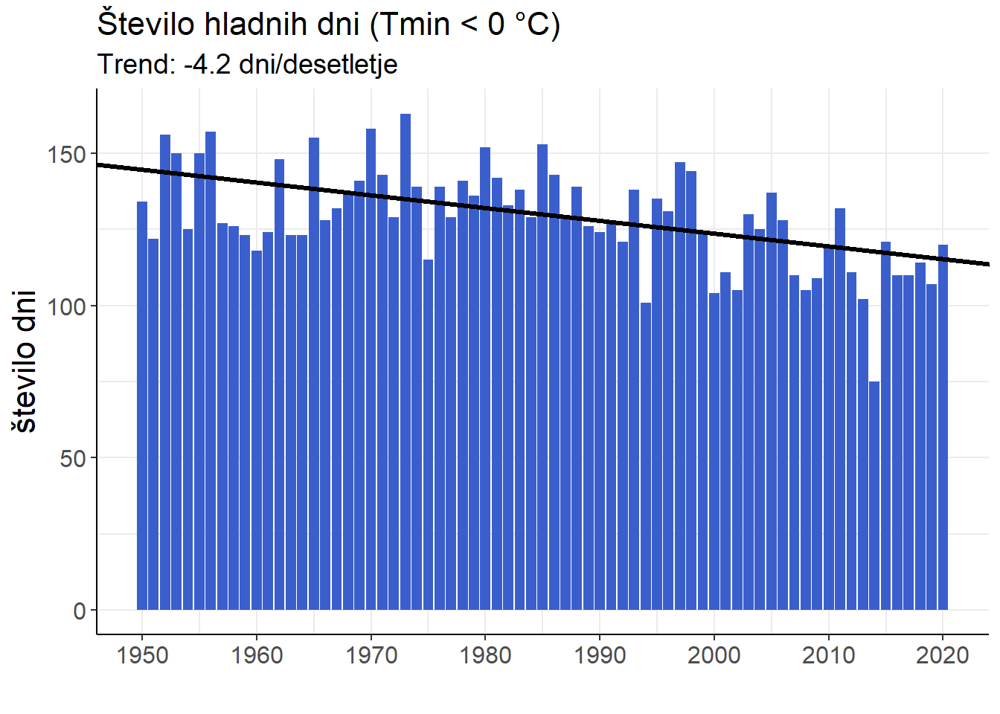 Število hladnih dni (Tmin < 0 °C)
Trend: -4.2 dni/desetletje
število dni
150
100
50
0
1950 1960 1970 1980 1990 2000 2010 2020